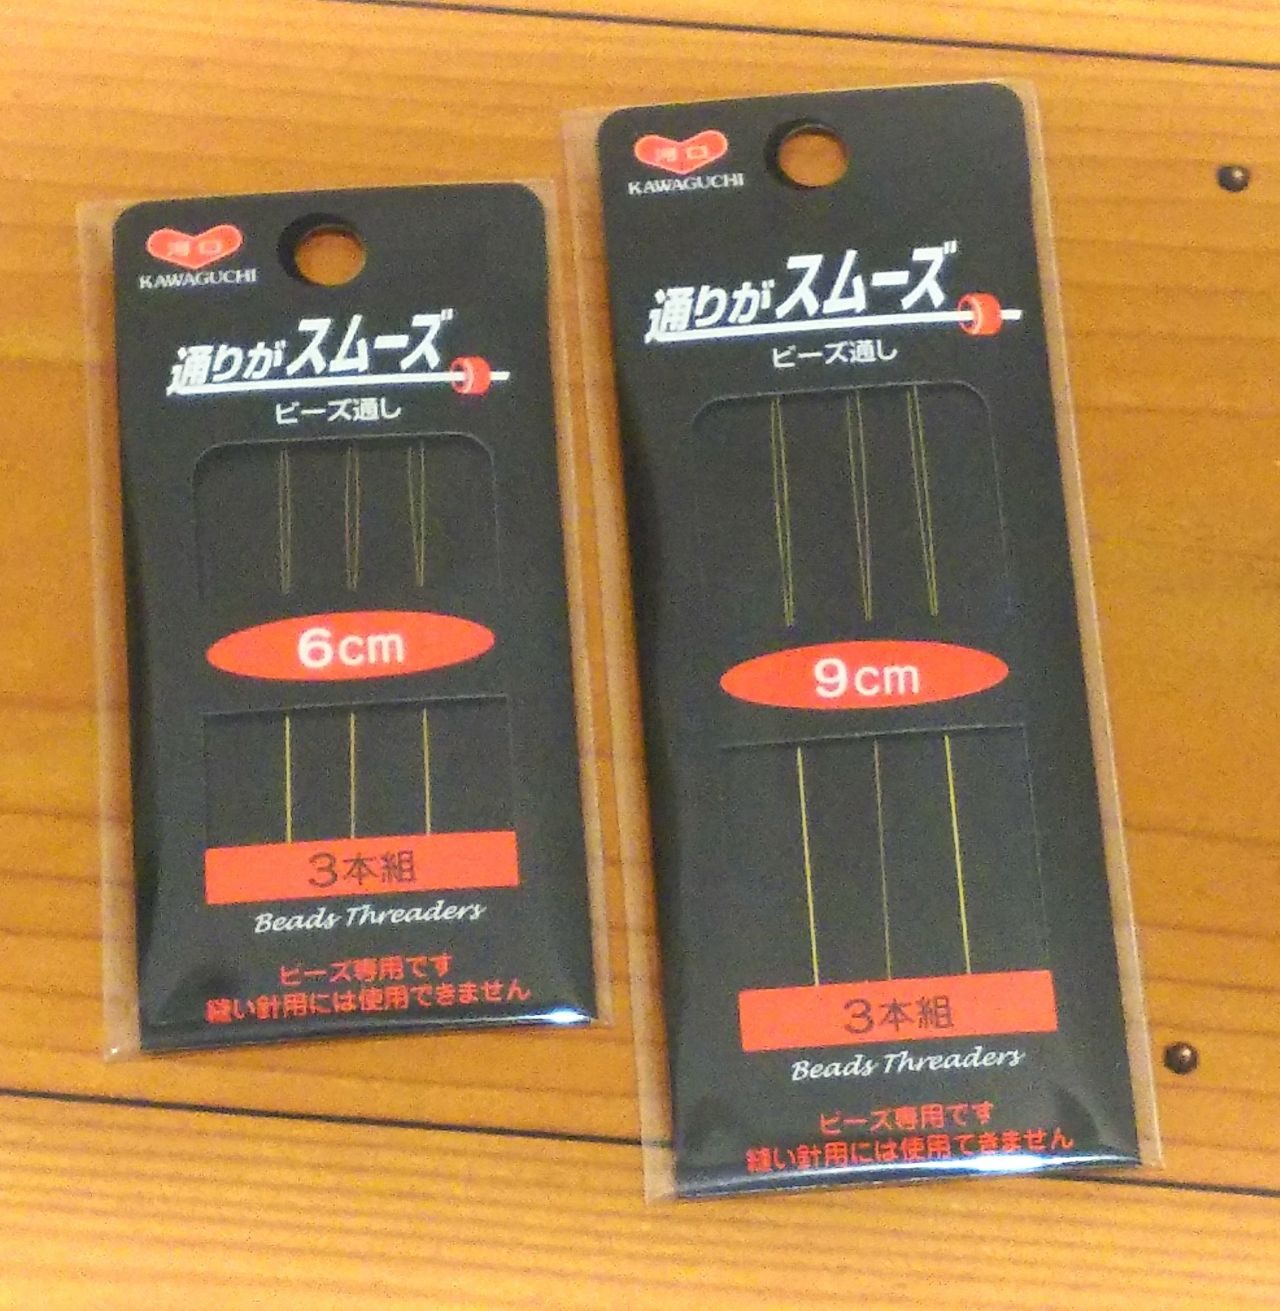 河口
KAWAGUCHI
通りがスムーズ
ビーズ通し
6cm
3本組
Beads Threaders
ビーズ専用です
縫い針用には使用できません
河口
KAWAGUCHI
通りがスムーズ
ビーズ通し
9cm
3本組
Beads Threaders
ビーズ専用です
縫い針用には使用できません